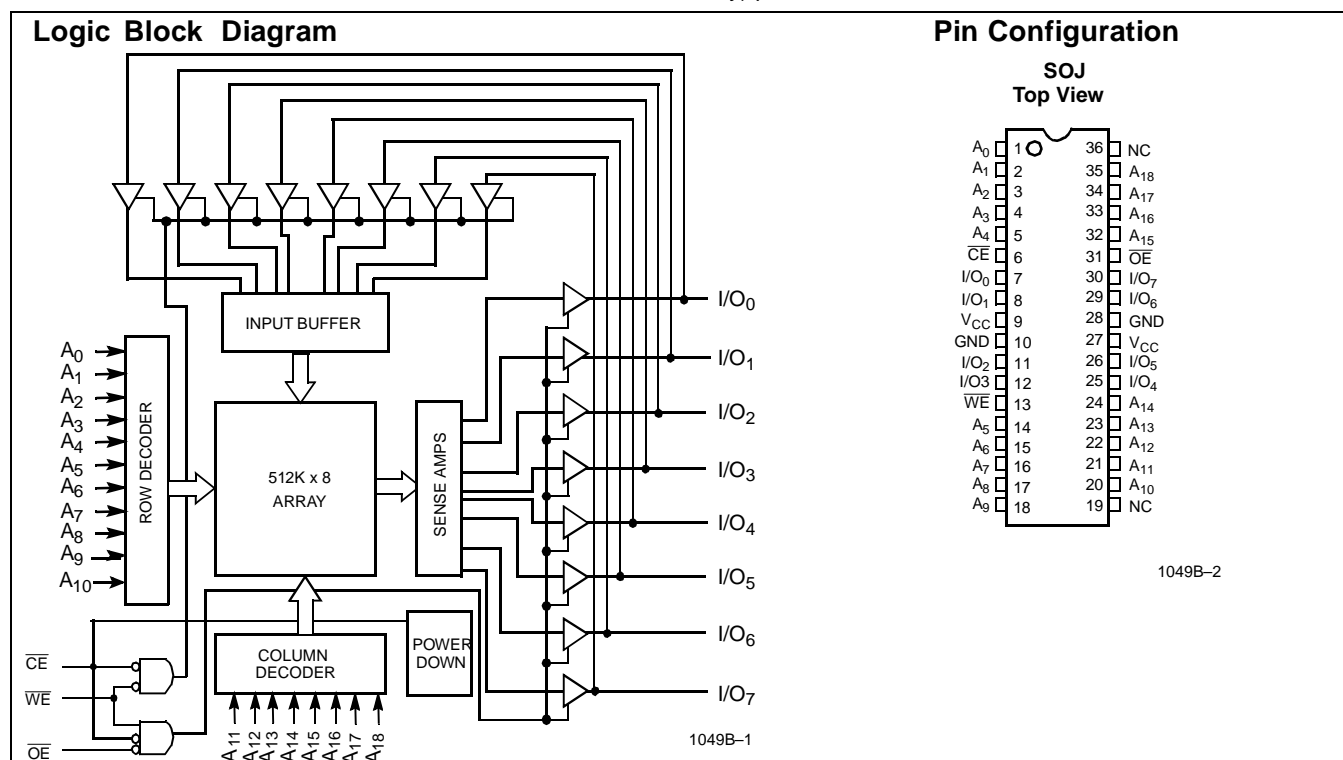 Logic Block Diagram
INPUT BUFFER
A0
A1
A2
A3
A4
A5
A6
A7
A8
A9
A10
ROW DECODER
512K x 8
ARRAY
SENSE AMPS
I/O0
I/O1
I/O2
I/O3
I/O4
I/O5
I/O6
I/O7
COLUMN
DECODER
POWER
DOWN
CE
WE
OE
A11
A12
A13
A14
A15
A16
A17
A18
1049B–1
Pin Configuration
SOJ
Top View
A0 1 36 NC
A1 2 35 A18
A2 3 34 A17
A3 4 33 A16
A4 5 32 A15
CE 6 31 OE
I/O0 7 30 I/O7
I/O1 8 29 I/O6
VCC 9 28 GND
GND 10 27 VCC
I/O2 11 26 I/O5
I/O3 12 25 I/O4
WE 13 24 A14
A5 14 23 A13
A6 15 22 A12
A7 16 21 A11
A8 17 20 A10
A9 18 19 NC
1049B–2